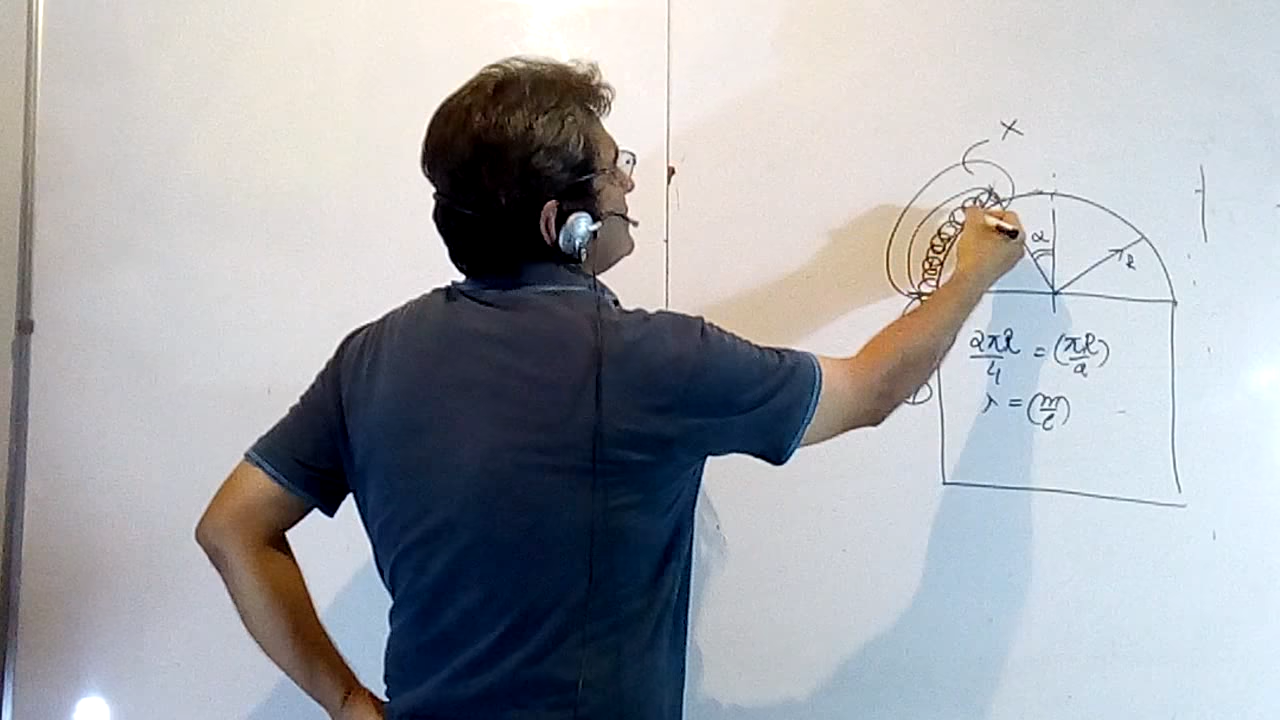 X
α
R
2πR/4 = (πR/2)
λ = (m/l)